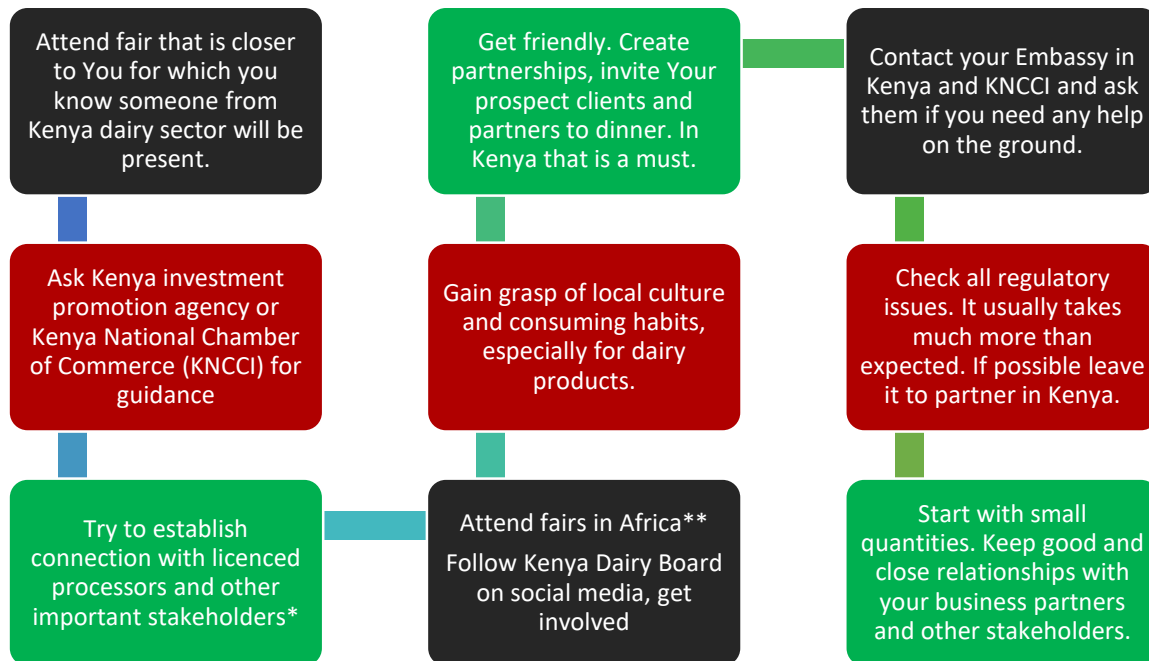 Attend fair that is closer
to You for which you
know someone from
Kenya dairy sector will be
present.
Ask Kenya investment
promotion agency or
Kenya National Chamber
of Commerce (KNCCI) for
guidance
Try to establish
connection with licenced
processors and other
important stakeholders*
Attend fairs in Africa**
Follow Kenya Dairy Board
on social media, get
involved
Gain grasp of local culture
and consuming habits,
especially for dairy
products.
Get friendly. Create
partnerships, invite Your
prospect clients and
partners to dinner. In
Kenya that is a must.
Contact your Embassy in
Kenya and KNCCI and ask
them if you need any help
on the ground.
Check all regulatory
issues. It usually takes
much more than
expected. If possible leave
it to partner in Kenya.
Start with small
quantities. Keep good and
close relationships with
your business partners
and other stakeholders.